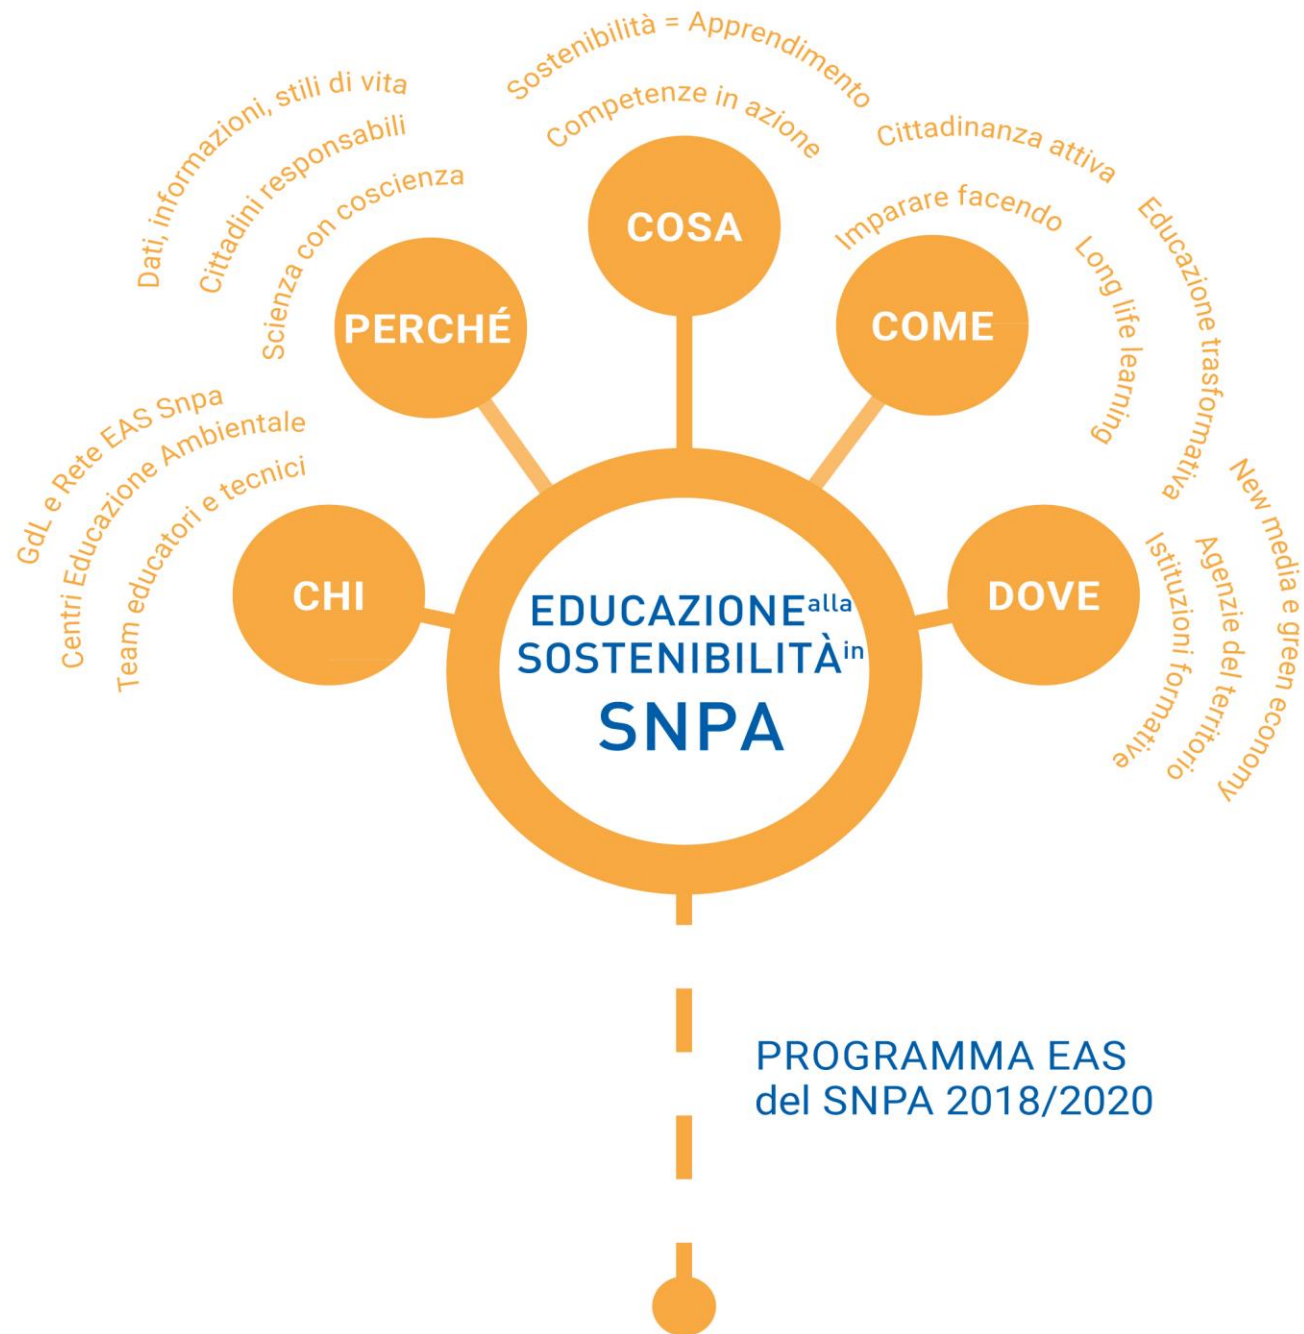 Sostenibilità = Apprendimento
Competenze in azione
COSA
Dati, informazioni, stili di vita
Cittadini responsabili
Scienza con coscienza
PERCHÉ
Cittadinanza attiva
Imparare facendo
Educazione trasformativa
Long life learning
COME
GdL e Rete EAS Snpa
Centri Educazione Ambientale
Team educatori e tecnici
CHI
New media e green economy
Agenzie del territorio
Istituzioni formative
DOVE
EDUCAZIONE alla
SOSTENIBILITÀ in
SNPA
PROGRAMMA EAS
del SNPA 2018/2020